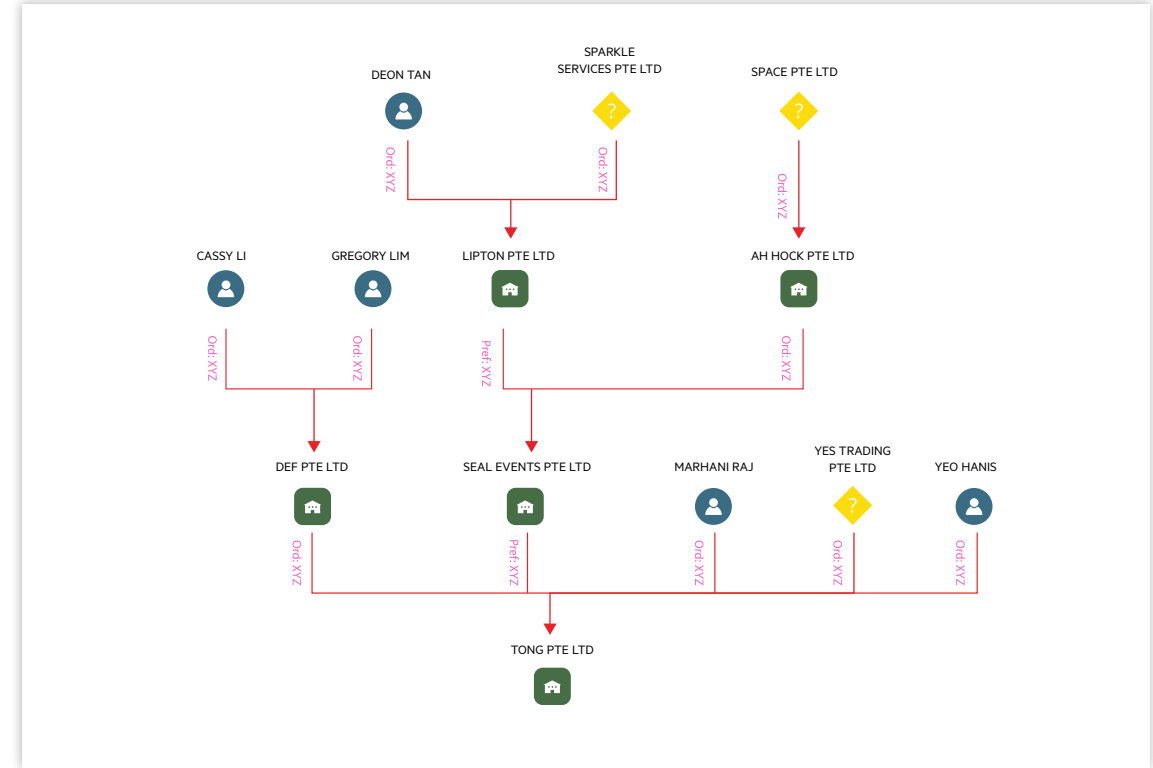 SPARKLE
SERVICES PTE LTD
DEON TAN
SPACE PTE LTD
?
?
Ord: XYZ
Ord: XYZ
Ord: XYZ
CASSY LI
GREGORY LIM
LIPTON PTE LTD
AH HOCK PTE LTD
Ord: XYZ
Ord: XYZ
Pref: XYZ
Ord: XYZ
DEF PTE LTD
SEAL EVENTS PTE LTD
MARHANI RAJ
YES TRADING
PTE LTD
YEO HANIS
?
Ord: XYZ
Pref: XYZ
Ord: XYZ
Ord: XYZ
Ord: XYZ
TONG PTE LTD